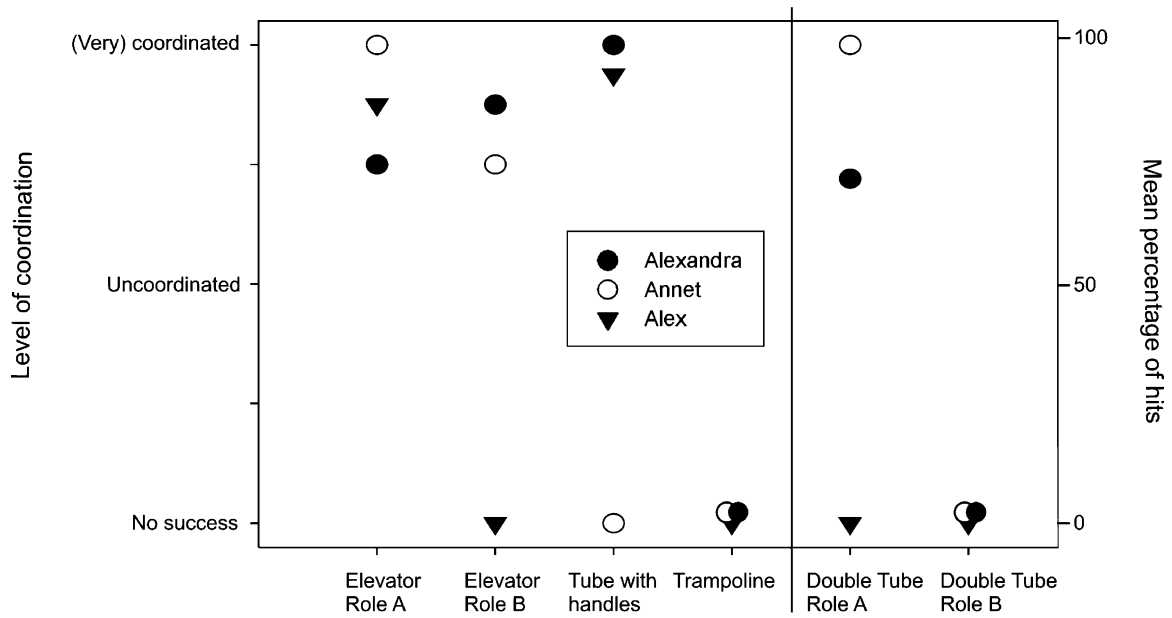 (Very) coordinated
Uncoordinated
No success
Level of coordination
100
50
0
Mean percentage of hits
Alexandra
Annet
Alex
Elevator
Role A
Elevator
Role B
Tube with
handles
Trampoline
Double Tube
Role A
Double Tube
Role B